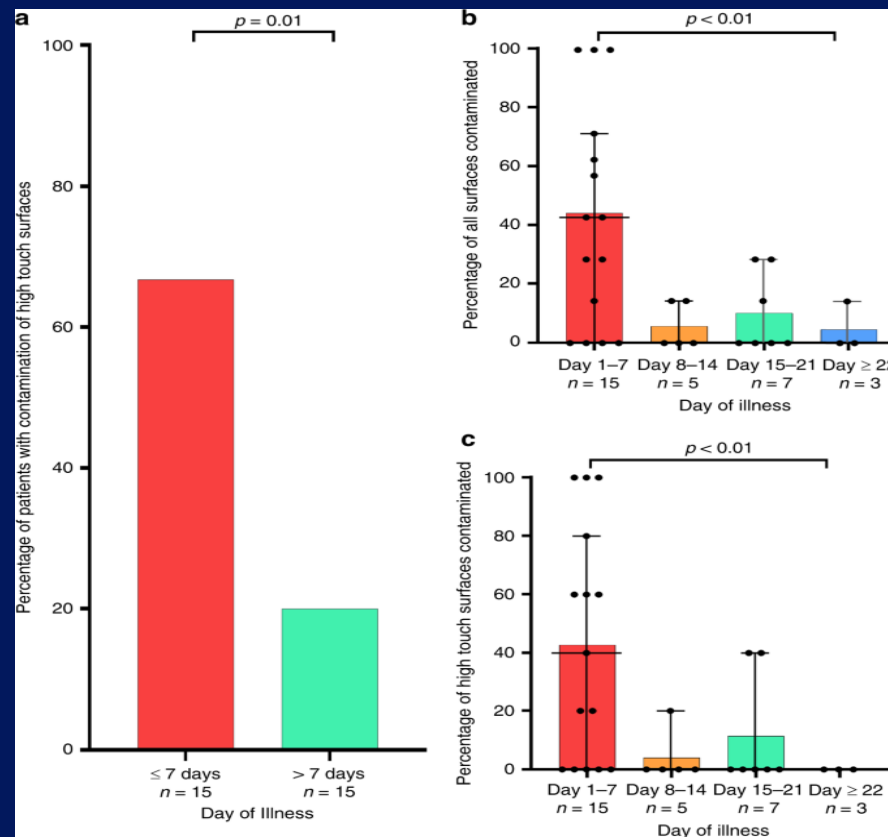 a
p = 0.01
Percentage of patients with contamination of high touch surfaces
100
80
60
40
20
0
≤ 7 days
n = 15
> 7 days
n = 15
Day of Illness
b
p < 0.01
Percentage of all surfaces contaminated
100
80
60
40
20
0
Day 1–7 Day 8–14 Day 15–21 Day ≥ 22
n = 15 n = 5 n = 7 n = 3
Day of illness
c
p < 0.01
Percentage of high touch surfaces contaminated
100
80
60
40
20
0
Day 1–7 Day 8–14 Day 15–21 Day ≥ 22
n = 15 n = 5 n = 7 n = 3
Day of illness